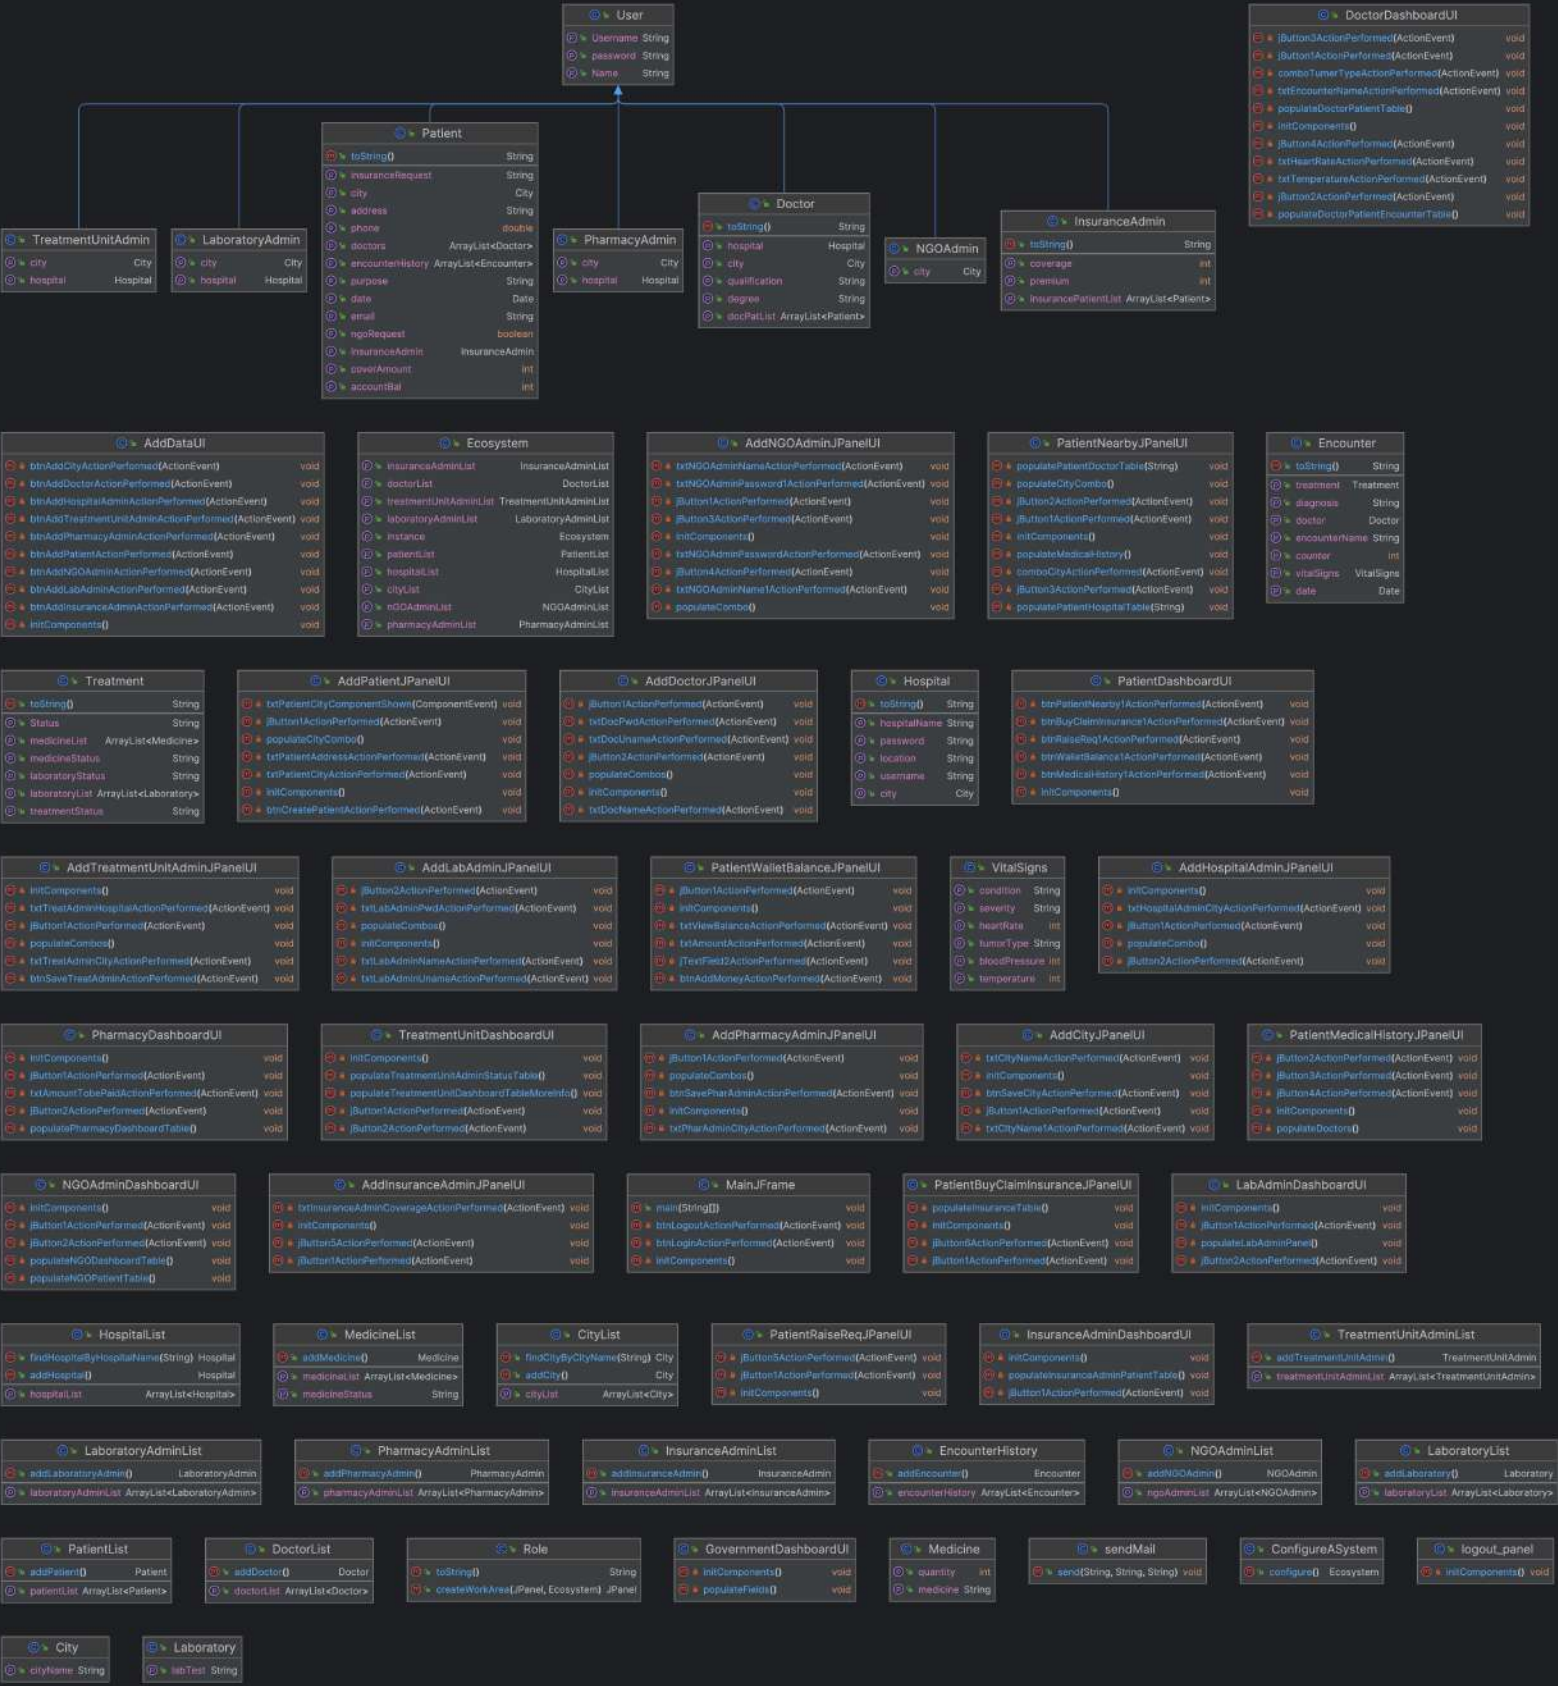 User
Username String
password String
Name String
DoctorDashboardUI
jButton3ActionPerformed(ActionEvent) void
jButton1ActionPerformed(ActionEvent) void
comboTumerTypeActionPerformed(ActionEvent) void
txtEncounterNameActionPerformed(ActionEvent) void
populateDoctorPatientTable() void
initComponents() void
jButton4ActionPerformed(ActionEvent) void
txtHeartRateActionPerformed(ActionEvent) void
txtTemperatureActionPerformed(ActionEvent) void
jButton2ActionPerformed(ActionEvent) void
populateDoctorPatientEncounterTable() void
TreatmentUnitAdmin
city City
hospital Hospital
LaboratoryAdmin
city City
hospital Hospital
Patient
toString() String
insuranceRequest String
city City
address String
phone double
doctors ArrayList<Doctor>
encounterHistory ArrayList<Encounter>
purpose String
date Date
email String
ngoRequest boolean
insuranceAdmin InsuranceAdmin
coverAmount int
accountBal int
PharmacyAdmin
city City
hospital Hospital
Doctor
toString() String
hospital Hospital
city City
qualification String
degree String
docPatList ArrayList<Patient>
NGOAdmin
city City
InsuranceAdmin
toString() String
coverage int
premium int
insurancePatientList ArrayList<Patient>
AddDataUI
btnAddCityActionPerformed(ActionEvent) void
btnAddDoctorActionPerformed(ActionEvent) void
btnAddHospitalAdminActionPerformed(ActionEvent) void
btnAddTreatmentUnitAdminActionPerformed(ActionEvent) void
btnAddPharmacyAdminActionPerformed(ActionEvent) void
btnAddPatientActionPerformed(ActionEvent) void
btnAddNGOAdminActionPerformed(ActionEvent) void
btnAddLabAdminActionPerformed(ActionEvent) void
btnAddInsuranceAdminActionPerformed(ActionEvent) void
initComponents() void
Ecosystem
insuranceAdminList InsuranceAdminList
doctorList DoctorList
treatmentUnitAdminList TreatmentUnitAdminList
laboratoryAdminList LaboratoryAdminList
instance Ecosystem
patientList PatientList
hospitalList HospitalList
cityList CityList
nGOAdminList NGOAdminList
pharmacyAdminList PharmacyAdminList
AddNGOAdminJPanelUI
txtNGOAdminNameActionPerformed(ActionEvent) void
txtNGOAdminPassword1ActionPerformed(ActionEvent) void
jButton1ActionPerformed(ActionEvent) void
jButton3ActionPerformed(ActionEvent) void
initComponents() void
txtNGOAdminPasswordActionPerformed(ActionEvent) void
jButton4ActionPerformed(ActionEvent) void
txtNGOAdminName1ActionPerformed(ActionEvent) void
populateCombo() void
PatientNearbyJPanelUI
populatePatientDoctorTable(String) void
populateCityCombo() void
jButton2ActionPerformed(ActionEvent) void
jButton1ActionPerformed(ActionEvent) void
initComponents() void
populateMedicalHistory() void
comboCityActionPerformed(ActionEvent) void
jButton3ActionPerformed(ActionEvent) void
populatePatientHospitalTable(String) void
Encounter
toString() String
treatment Treatment
diagnosis String
doctor Doctor
encounterName String
counter int
vitalSigns VitalSigns
date Date
Treatment
toString() String
Status String
medicineList ArrayList<Medicine>
medicineStatus String
laboratoryStatus String
laboratoryList ArrayList<Laboratory>
treatmentStatus String
AddPatientJPanelUI
txtPatientCityComponentShown(ComponentEvent) void
jButton1ActionPerformed(ActionEvent) void
populateCityCombo() void
txtPatientAddressActionPerformed(ActionEvent) void
txtPatientCityActionPerformed(ActionEvent) void
initComponents() void
btnCreatePatientActionPerformed(ActionEvent) void
AddDoctorJPanelUI
jButton1ActionPerformed(ActionEvent) void
txtDocPwdActionPerformed(ActionEvent) void
txtDocUnameActionPerformed(ActionEvent) void
jButton2ActionPerformed(ActionEvent) void
populateCombos() void
initComponents() void
txtDocNameActionPerformed(ActionEvent) void
Hospital
toString() String
hospitalName String
password String
location String
username String
city City
PatientDashboardUI
btnPatientNearby1ActionPerformed(ActionEvent) void
btnBuyClaimInsurance1ActionPerformed(ActionEvent) void
btnRaiseReq1ActionPerformed(ActionEvent) void
btnWalletBalance1ActionPerformed(ActionEvent) void
btnMedicalHistory1ActionPerformed(ActionEvent) void
initComponents() void
AddTreatmentUnitAdminJPanelUI
initComponents() void
txtTreatAdminHospitalActionPerformed(ActionEvent) void
jButton1ActionPerformed(ActionEvent) void
populateCombos() void
txtTreatAdminCityActionPerformed(ActionEvent) void
btnSaveTreatAdminActionPerformed(ActionEvent) void
AddLabAdminJPanelUI
jButton2ActionPerformed(ActionEvent) void
txtLabAdminPwdActionPerformed(ActionEvent) void
populateCombos() void
initComponents() void
txtLabAdminNameActionPerformed(ActionEvent) void
txtLabAdminUnameActionPerformed(ActionEvent) void
PatientWalletBalanceJPanelUI
jButton1ActionPerformed(ActionEvent) void
initComponents() void
txtViewBalanceActionPerformed(ActionEvent) void
txtAmountActionPerformed(ActionEvent) void
jTextField2ActionPerformed(ActionEvent) void
btnAddMoneyActionPerformed(ActionEvent) void
VitalSigns
condition String
severity String
heartRate int
tumorType String
bloodPressure int
temperature int
AddHospitalAdminJPanelUI
initComponents() void
txtHospitalAdminCityActionPerformed(ActionEvent) void
jButton1ActionPerformed(ActionEvent) void
populateCombo() void
jButton2ActionPerformed(ActionEvent) void
PharmacyDashboardUI
initComponents() void
jButton1ActionPerformed(ActionEvent) void
txtAmountTobePaidActionPerformed(ActionEvent) void
jButton2ActionPerformed(ActionEvent) void
populatePharmacyDashboardTable() void
TreatmentUnitDashboardUI
initComponents() void
populateTreatmentUnitAdminStatusTable() void
populateTreatmentUnitDashboardTableMoreInfo() void
jButton1ActionPerformed(ActionEvent) void
jButton2ActionPerformed(ActionEvent) void
AddPharmacyAdminJPanelUI
jButton1ActionPerformed(ActionEvent) void
populateCombos() void
btnSavePharAdminActionPerformed(ActionEvent) void
initComponents() void
txtPharAdminCityActionPerformed(ActionEvent) void
AddCityJPanelUI
txtCityNameActionPerformed(ActionEvent) void
initComponents() void
btnSaveCityActionPerformed(ActionEvent) void
jButton1ActionPerformed(ActionEvent) void
txtCityName1ActionPerformed(ActionEvent) void
PatientMedicalHistoryJPanelUI
jButton2ActionPerformed(ActionEvent) void
jButton3ActionPerformed(ActionEvent) void
jButton4ActionPerformed(ActionEvent) void
initComponents() void
populateDoctors() void
NGOAdminDashboardUI
initComponents() void
jButton1ActionPerformed(ActionEvent) void
jButton2ActionPerformed(ActionEvent) void
populateNGODashboardTable() void
populateNGOPatientTable() void
AddInsuranceAdminJPanelUI
txtInsuranceAdminCoverageActionPerformed(ActionEvent) void
initComponents() void
jButton5ActionPerformed(ActionEvent) void
jButton1ActionPerformed(ActionEvent) void
MainJFrame
main(String[]) void
btnLogoutActionPerformed(ActionEvent) void
btnLoginActionPerformed(ActionEvent) void
initComponents() void
PatientBuyClaimInsuranceJPanelUI
populateInsuranceTable() void
initComponents() void
jButton6ActionPerformed(ActionEvent) void
jButton1ActionPerformed(ActionEvent) void
LabAdminDashboardUI
initComponents() void
jButton1ActionPerformed(ActionEvent) void
populateLabAdminPanel() void
jButton2ActionPerformed(ActionEvent) void
HospitalList
findHospitalByHospitalName(String) Hospital
addHospital() Hospital
hospitalList ArrayList<Hospital>
MedicineList
addMedicine() Medicine
medicineList ArrayList<Medicine>
medicineStatus String
CityList
findCityByCityName(String) City
addCity() City
cityList ArrayList<City>
PatientRaiseReqJPanelUI
jButton5ActionPerformed(ActionEvent) void
jButton1ActionPerformed(ActionEvent) void
initComponents() void
InsuranceAdminDashboardUI
initComponents() void
populateInsuranceAdminPatientTable() void
jButton1ActionPerformed(ActionEvent) void
TreatmentUnitAdminList
addTreatmentUnitAdmin() TreatmentUnitAdmin
treatmentUnitAdminList ArrayList<TreatmentUnitAdmin>
LaboratoryAdminList
addLaboratoryAdmin() LaboratoryAdmin
laboratoryAdminList ArrayList<LaboratoryAdmin>
PharmacyAdminList
addPharmacyAdmin() PharmacyAdmin
pharmacyAdminList ArrayList<PharmacyAdmin>
InsuranceAdminList
addInsuranceAdmin() InsuranceAdmin
insuranceAdminList ArrayList<InsuranceAdmin>
EncounterHistory
addEncounter() Encounter
encounterHistory ArrayList<Encounter>
NGOAdminList
addNGOAdmin() NGOAdmin
ngoAdminList ArrayList<NGOAdmin>
LaboratoryList
addLaboratory() Laboratory
laboratoryList ArrayList<Laboratory>
PatientList
addPatient() Patient
patientList ArrayList<Patient>
DoctorList
addDoctor() Doctor
doctorList ArrayList<Doctor>
Role
toString() String
createWorkArea(JPanel, Ecosystem) JPanel
GovernmentDashboardUI
initComponents() void
populateFields() void
Medicine
quantity int
medicine String
sendMail
send(String, String, String) void
ConfigureASystem
configure() Ecosystem
logout_panel
initComponents() void
City
cityName String
Laboratory
labTest String